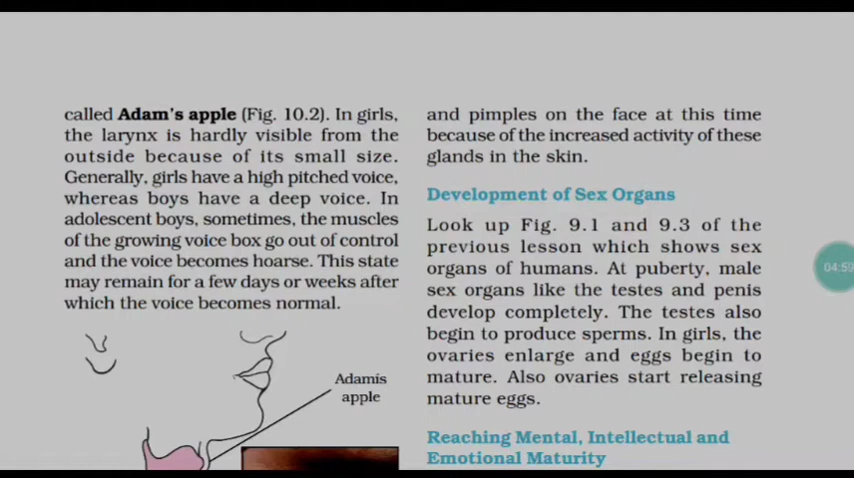 called Adam's apple (Fig. 10.2). In girls,
the larynx is hardly visible from the
outside because of its small size.
Generally, girls have a high pitched voice,
whereas boys have a deep voice. In
adolescent boys, sometimes, the muscles
of the growing voice box go out of control
and the voice becomes hoarse. This state
may remain for a few days or weeks after
which the voice becomes normal.
Adamis
apple
and pimples on the face at this time
because of the increased activity of these
glands in the skin.
Development of Sex Organs
Look up Fig. 9.1 and 9.3 of the
previous lesson which shows sex
organs of humans. At puberty, male
sex organs like the testes and penis
develop completely. The testes also
begin to produce sperms. In girls, the
ovaries enlarge and eggs begin to
mature. Also ovaries start releasing
mature eggs.
Reaching Mental, Intellectual and
Emotional Maturity
04:59